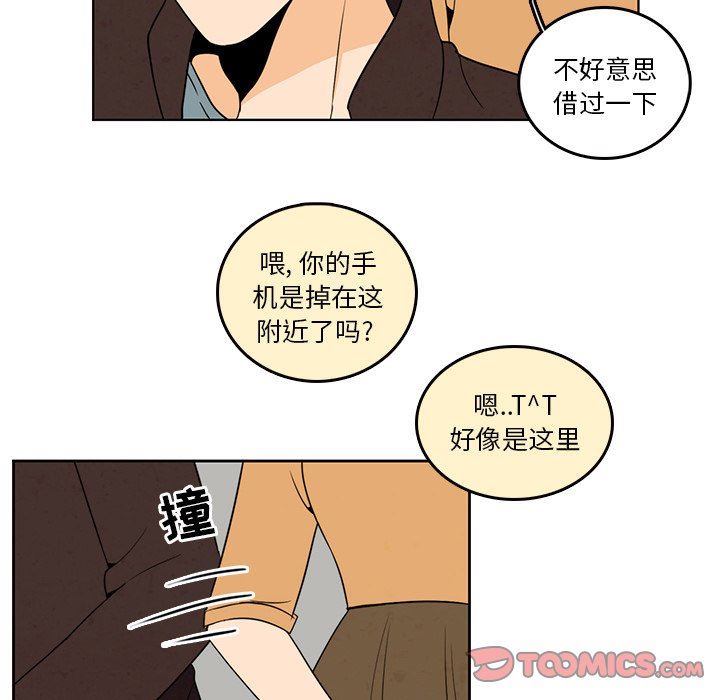 不好意思
借过一下
喂, 你的手
机是掉在这
附近了吗?
嗯..T^T
好像是这里
撞
TOOMICS.COM